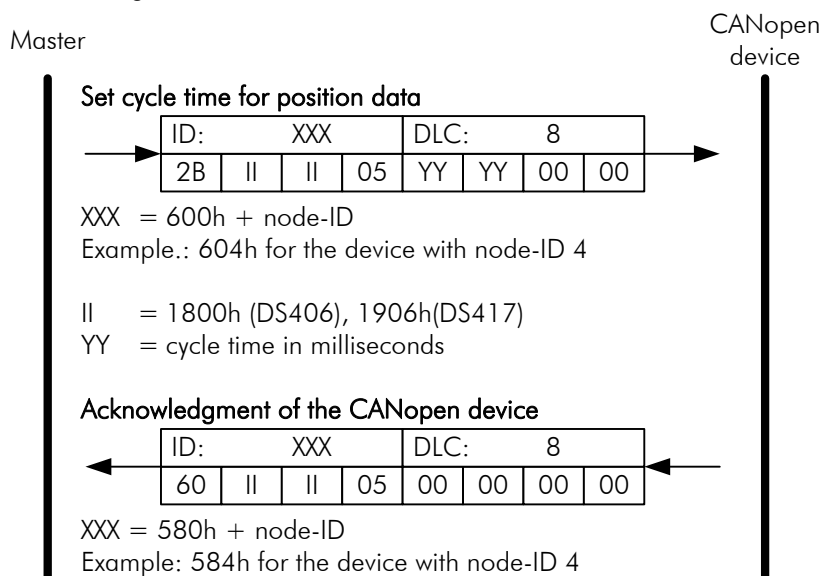 Master
CANopen
device
Set cycle time for position data
ID: XXX DLC: 8
2B II II 05 YY YY 00 00
XXX = 600h + node-ID
Example.: 604h for the device with node-ID 4
II = 1800h (DS406), 1906h(DS417)
YY = cycle time in milliseconds
Acknowledgment of the CANopen device
ID: XXX DLC: 8
60 II II 05 00 00 00 00
XXX = 580h + node-ID
Example: 584h for the device with node-ID 4